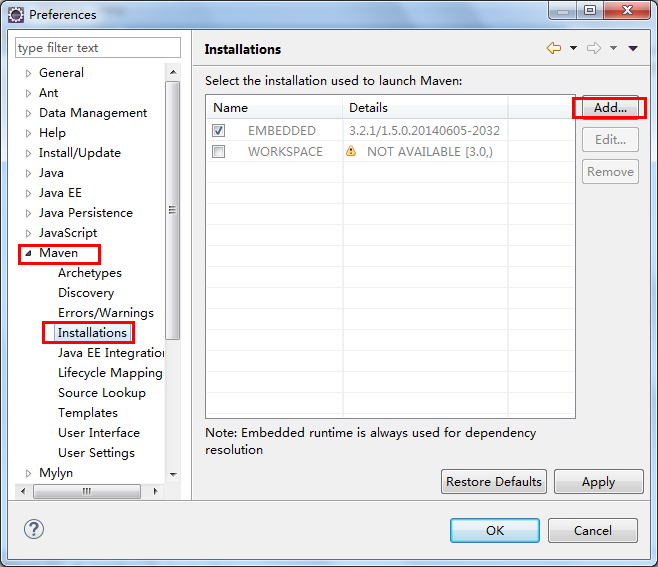 Preferences
type filter text
General
Ant
Data Management
Help
Install/Update
Java
Java EE
Java Persistence
JavaScript
Maven
Archetypes
Discovery
Errors/Warnings
Installations
Java EE Integration
Lifecycle Mapping
Source Lookup
Templates
User Interface
User Settings
Mylyn
Installations
Select the installation used to launch Maven:
Name Details
EMBEDDED 3.2.1/1.5.0.20140605-2032
WORKSPACE NOT AVAILABLE [3.0,)
Add...
Edit...
Remove
Note: Embedded runtime is always used for dependency
resolution
Restore Defaults Apply
OK Cancel